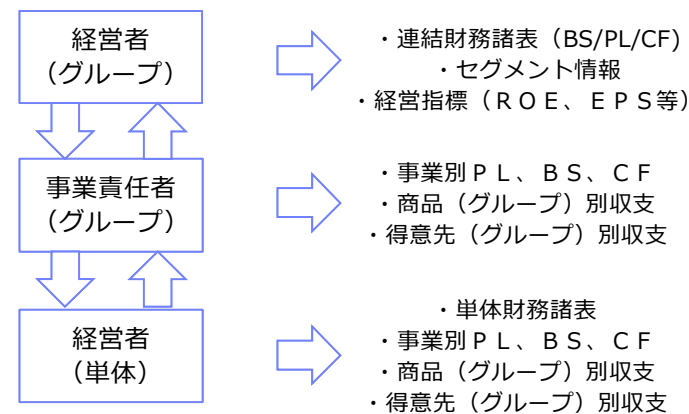 経営者
（グループ）
・連結財務諸表（BS/PL/CF)
・セグメント情報
・経営指標（ＲＯＥ、ＥＰＳ等）
事業責任者
（グループ）
・事業別ＰＬ、ＢＳ、ＣＦ
・商品（グループ）別収支
・得意先（グループ）別収支
経営者
（単体）
・単体財務諸表
・事業別ＰＬ、ＢＳ、ＣＦ
・商品（グループ）別収支
・得意先（グループ）別収支